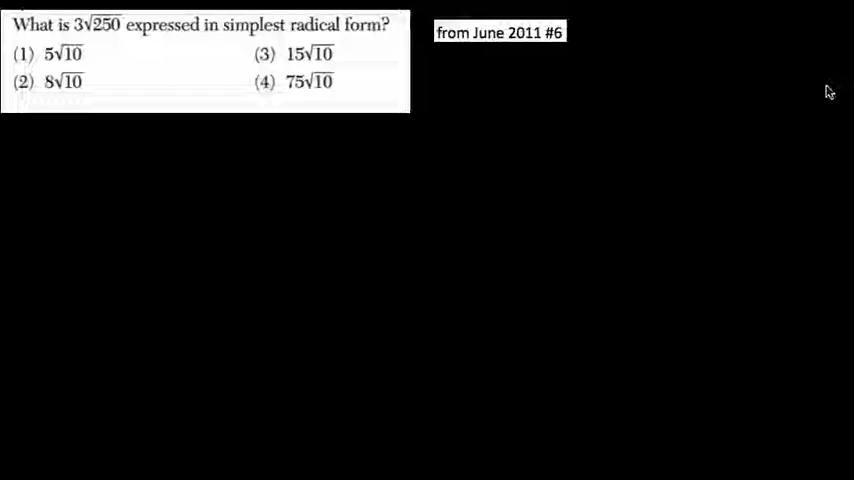 What is 3√250 expressed in simplest radical form?
(1) 5√10 (3) 15√10
(2) 8√10 (4) 75√10
from June 2011 #6